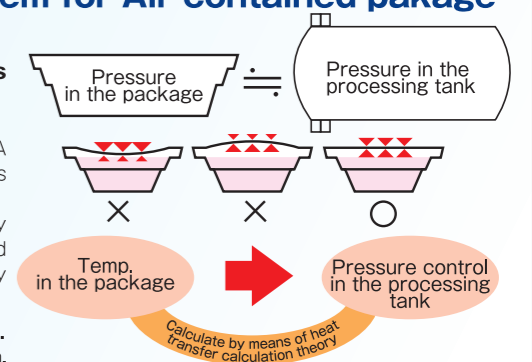 em for Air contained pakage
s
Pressure
in the package
≒
Pressure in the
processing tank
A
s
y
d
y
.
n.
× × ○
Temp.
in the package
Pressure control
in the processing
tank
Calculate by means of heat
transfer calculation theory